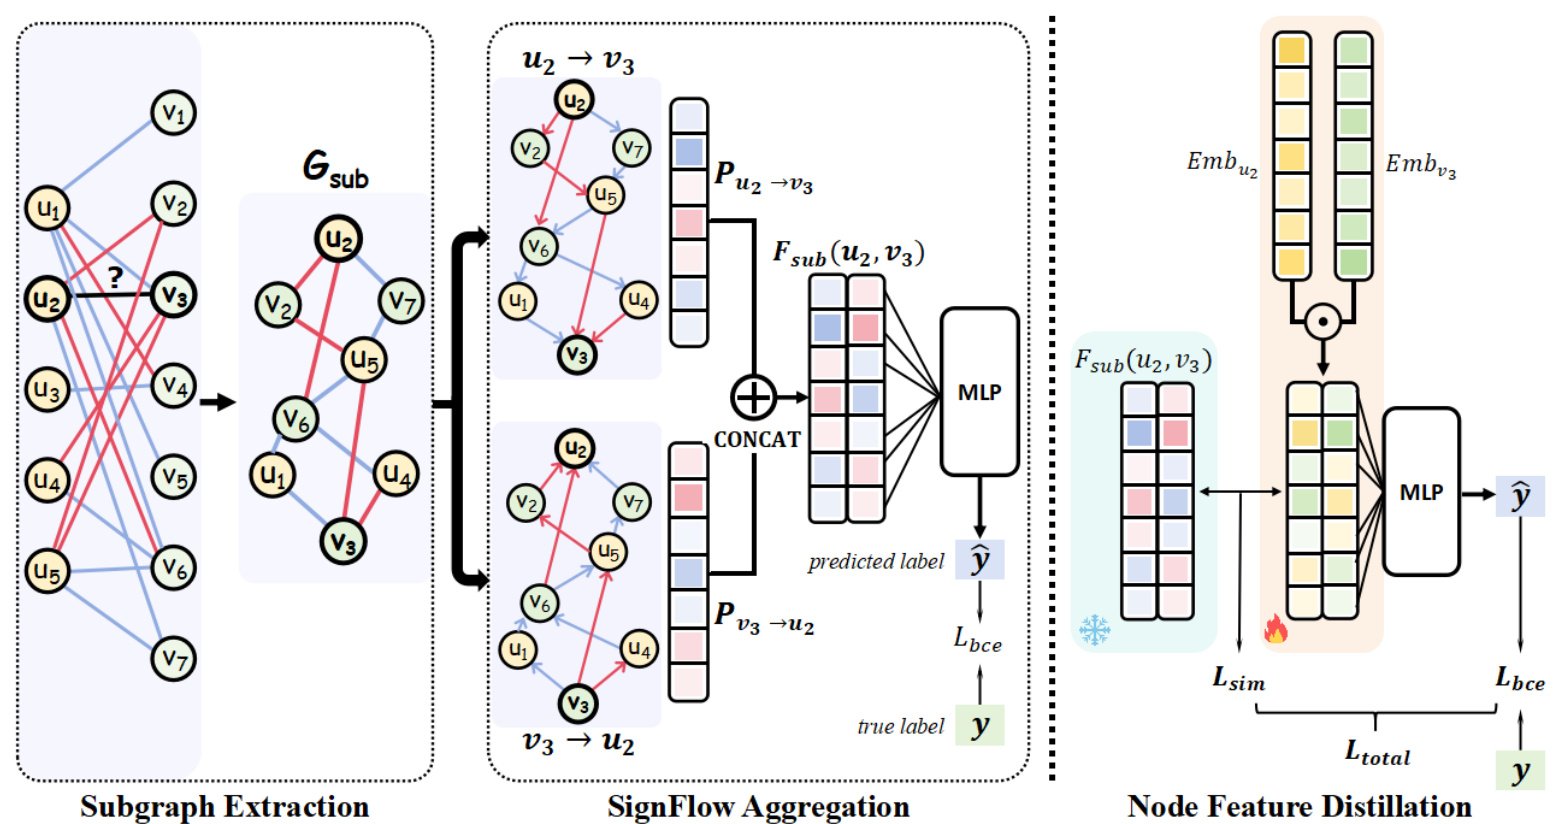 u₁
u₂
u₃
u₄
u₅
v₁
v₂
v₃
v₄
v₅
v₆
v₇
?
G_sub
u₂
v₂
v₇
u₅
v₆
u₁
u₄
v₃
Subgraph Extraction
u₂ → v₃
u₂
v₂
v₇
u₅
v₆
u₁
u₄
v₃
P_{u₂→v₃}
u₂
v₂
v₇
u₅
v₆
u₁
u₄
v₃
v₃ → u₂
P_{v₃→u₂}
CONCAT
F_sub(u₂, v₃)
MLP
predicted label
ŷ
L_bce
true label
y
SignFlow Aggregation
Emb_{u₂}
Emb_{v₃}
F_sub(u₂, v₃)
MLP
ŷ
L_sim
L_bce
L_total
y
Node Feature Distillation